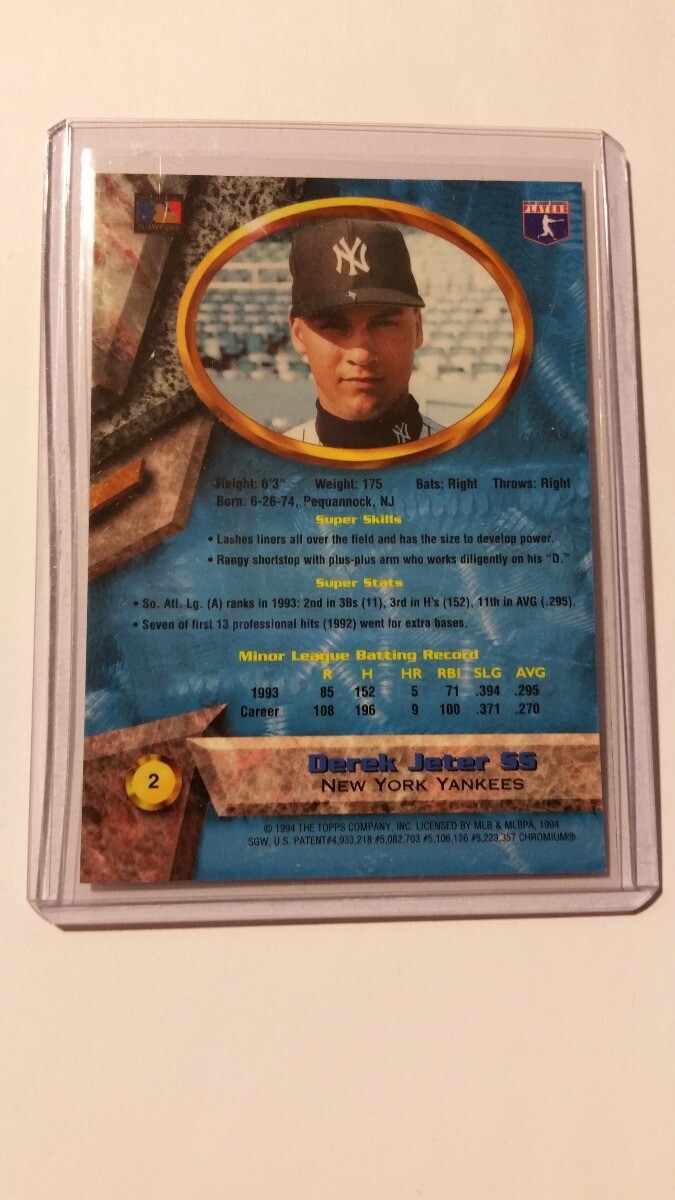 MAJOR LEAGUE BASEBALL
PLAYERS
NY
NY
Height: 6'3" Weight: 175 Bats: Right Throws: Right
Born: 6-26-74, Pequannock, NJ
Super Skills
• Lashes liners all over the field and has the size to develop power.
• Rangy shortstop with plus-plus arm who works diligently on his "D."
Super Stats
• So. Atl. Lg. (A) ranks in 1993: 2nd in 3Bs (11), 3rd in H's (152), 11th in AVG (.295).
• Seven of first 13 professional hits (1992) went for extra bases.
Minor League Batting Record
R H HR RBI SLG AVG
1993 85 152 5 71 .394 .295
Career 108 196 9 100 .371 .270
Derek Jeter SS
2
NEW YORK YANKEES
© 1994 THE TOPPS COMPANY, INC. LICENSED BY MLB & MLBPA, 1994
SGW, U.S. PATENT#4,933,218 #5,082,703 #5,106,126 #5,223,357 CHROMIUM®